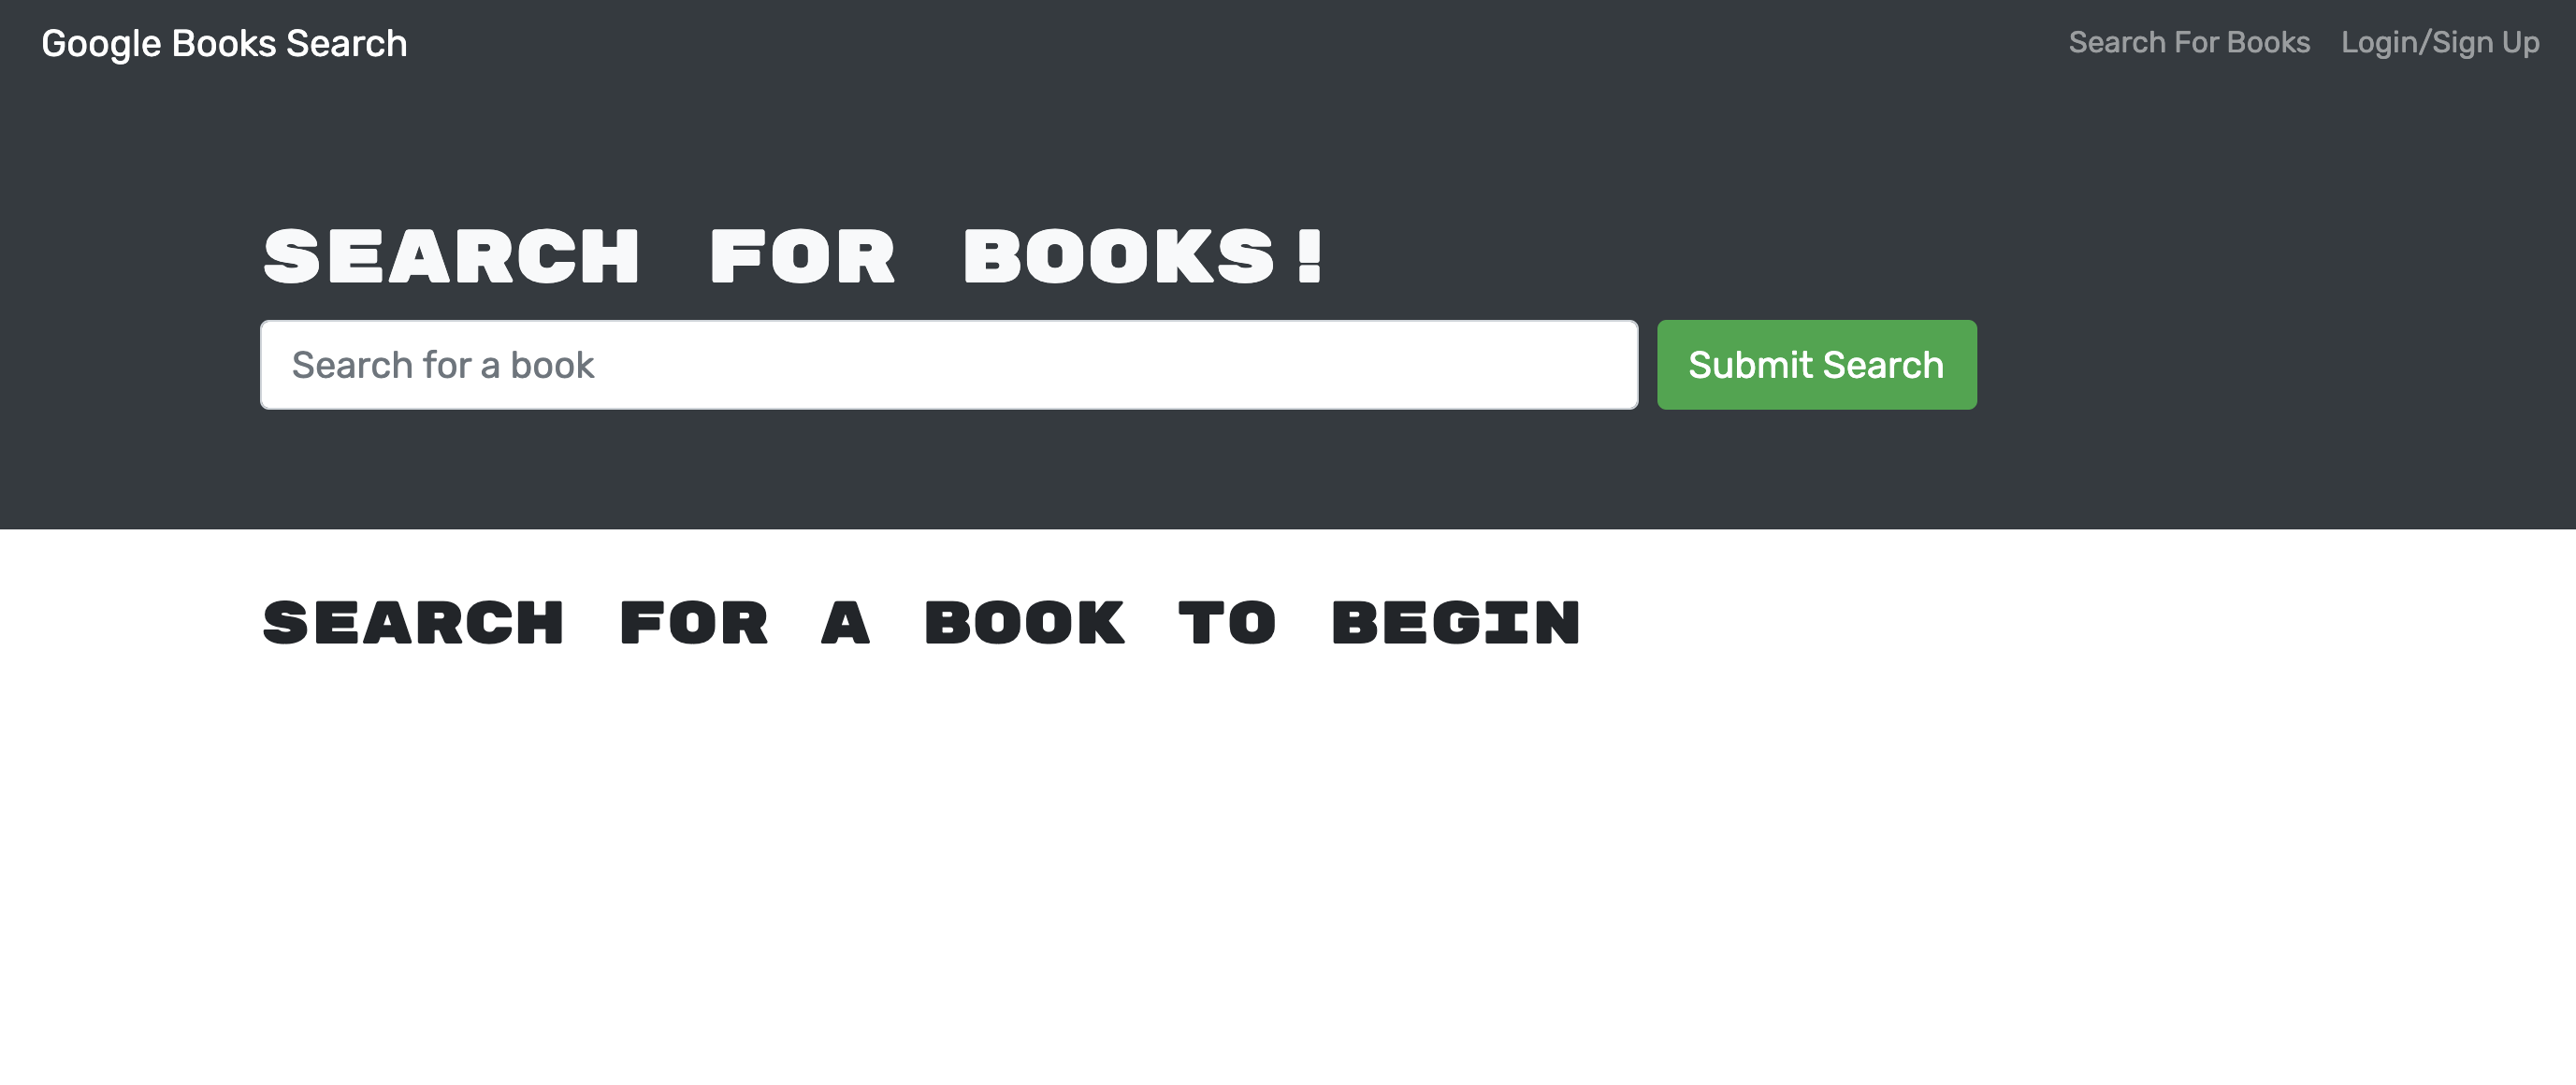 Google Books Search
Search For Books
Login/Sign Up
SEARCH FOR BOOKS!
Search for a book
Submit Search
SEARCH FOR A BOOK TO BEGIN